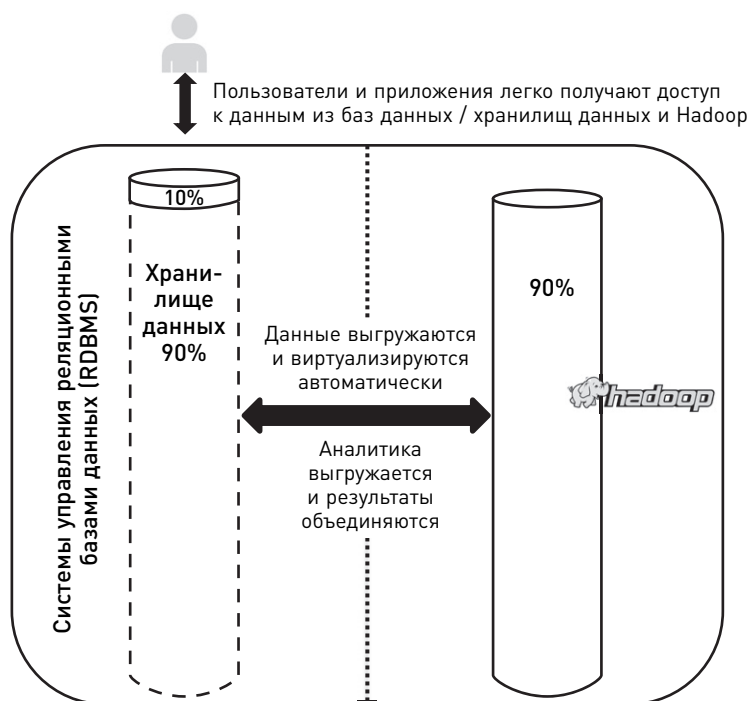 Пользователи и приложения легко получают доступ
к данным из баз данных / хранилищ данных и Hadoop
Системы управления реляционными
базами данных (RDBMS)
10%
Храни-
лище
данных
90%
Данные выгружаются
и виртуализируются
автоматически
Аналитика
выгружается
и результаты
объединяются
90%
hadoop